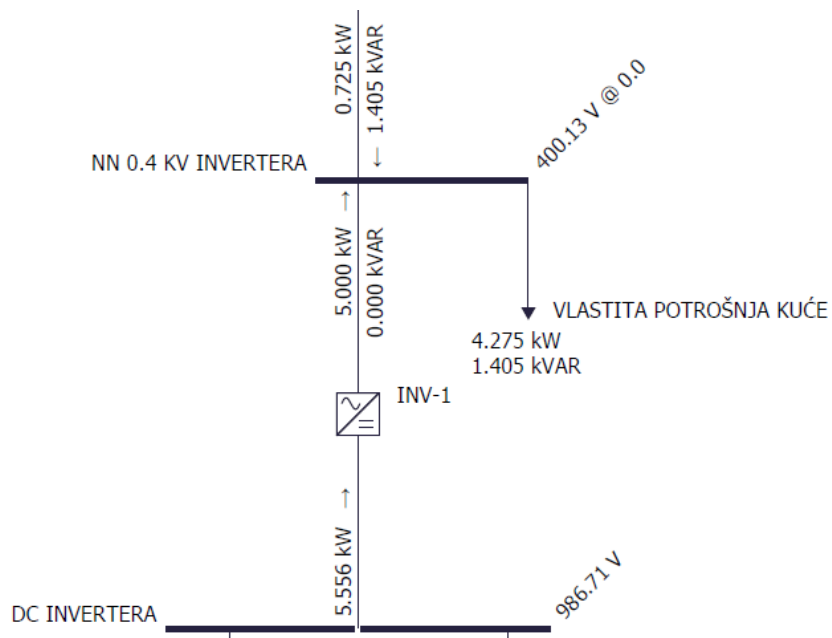 0.725 kW
1.405 kVAR
↓
400.13 V @ 0.0
NN 0.4 KV INVERTERA
5.000 kW →
0.000 kVAR
VLASTITA POTROŠNJA KUĆE
4.275 kW
1.405 kVAR
INV-1
5.556 kW →
986.71 V
DC INVERTERA